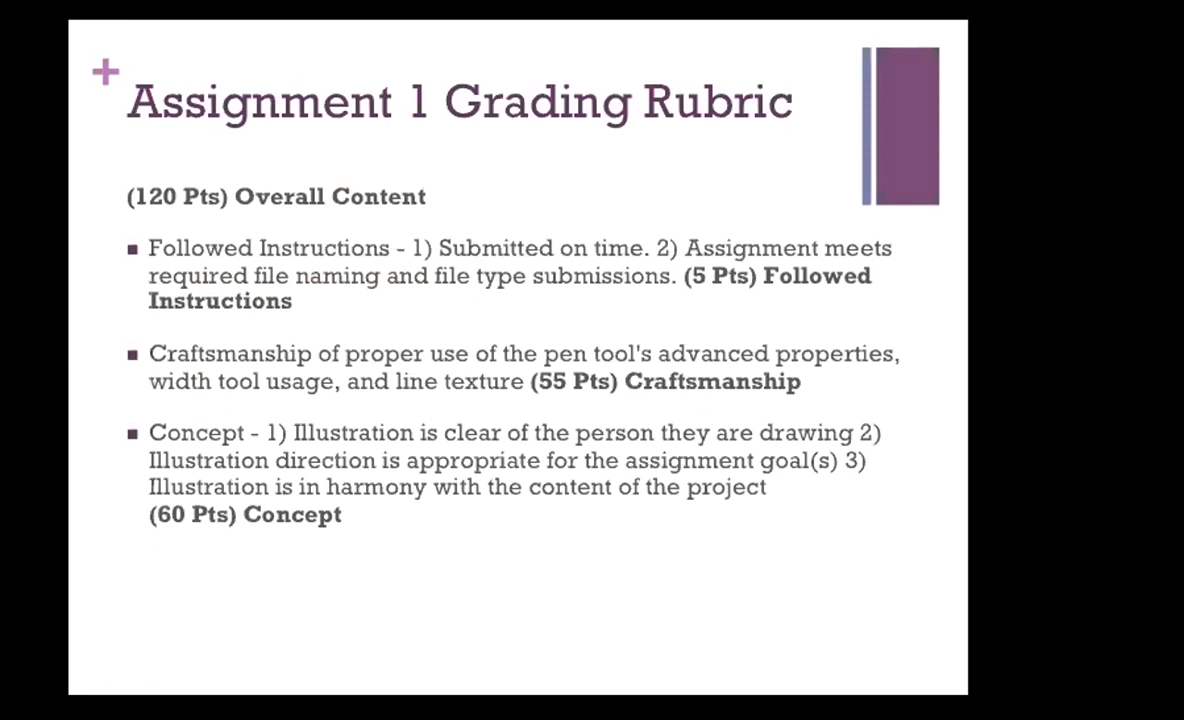 +
Assignment 1 Grading Rubric
(120 Pts) Overall Content
■ Followed Instructions - 1) Submitted on time. 2) Assignment meets
required file naming and file type submissions. (5 Pts) Followed
Instructions
■ Craftsmanship of proper use of the pen tool's advanced properties,
width tool usage, and line texture (55 Pts) Craftsmanship
■ Concept - 1) Illustration is clear of the person they are drawing 2)
Illustration direction is appropriate for the assignment goal(s) 3)
Illustration is in harmony with the content of the project
(60 Pts) Concept